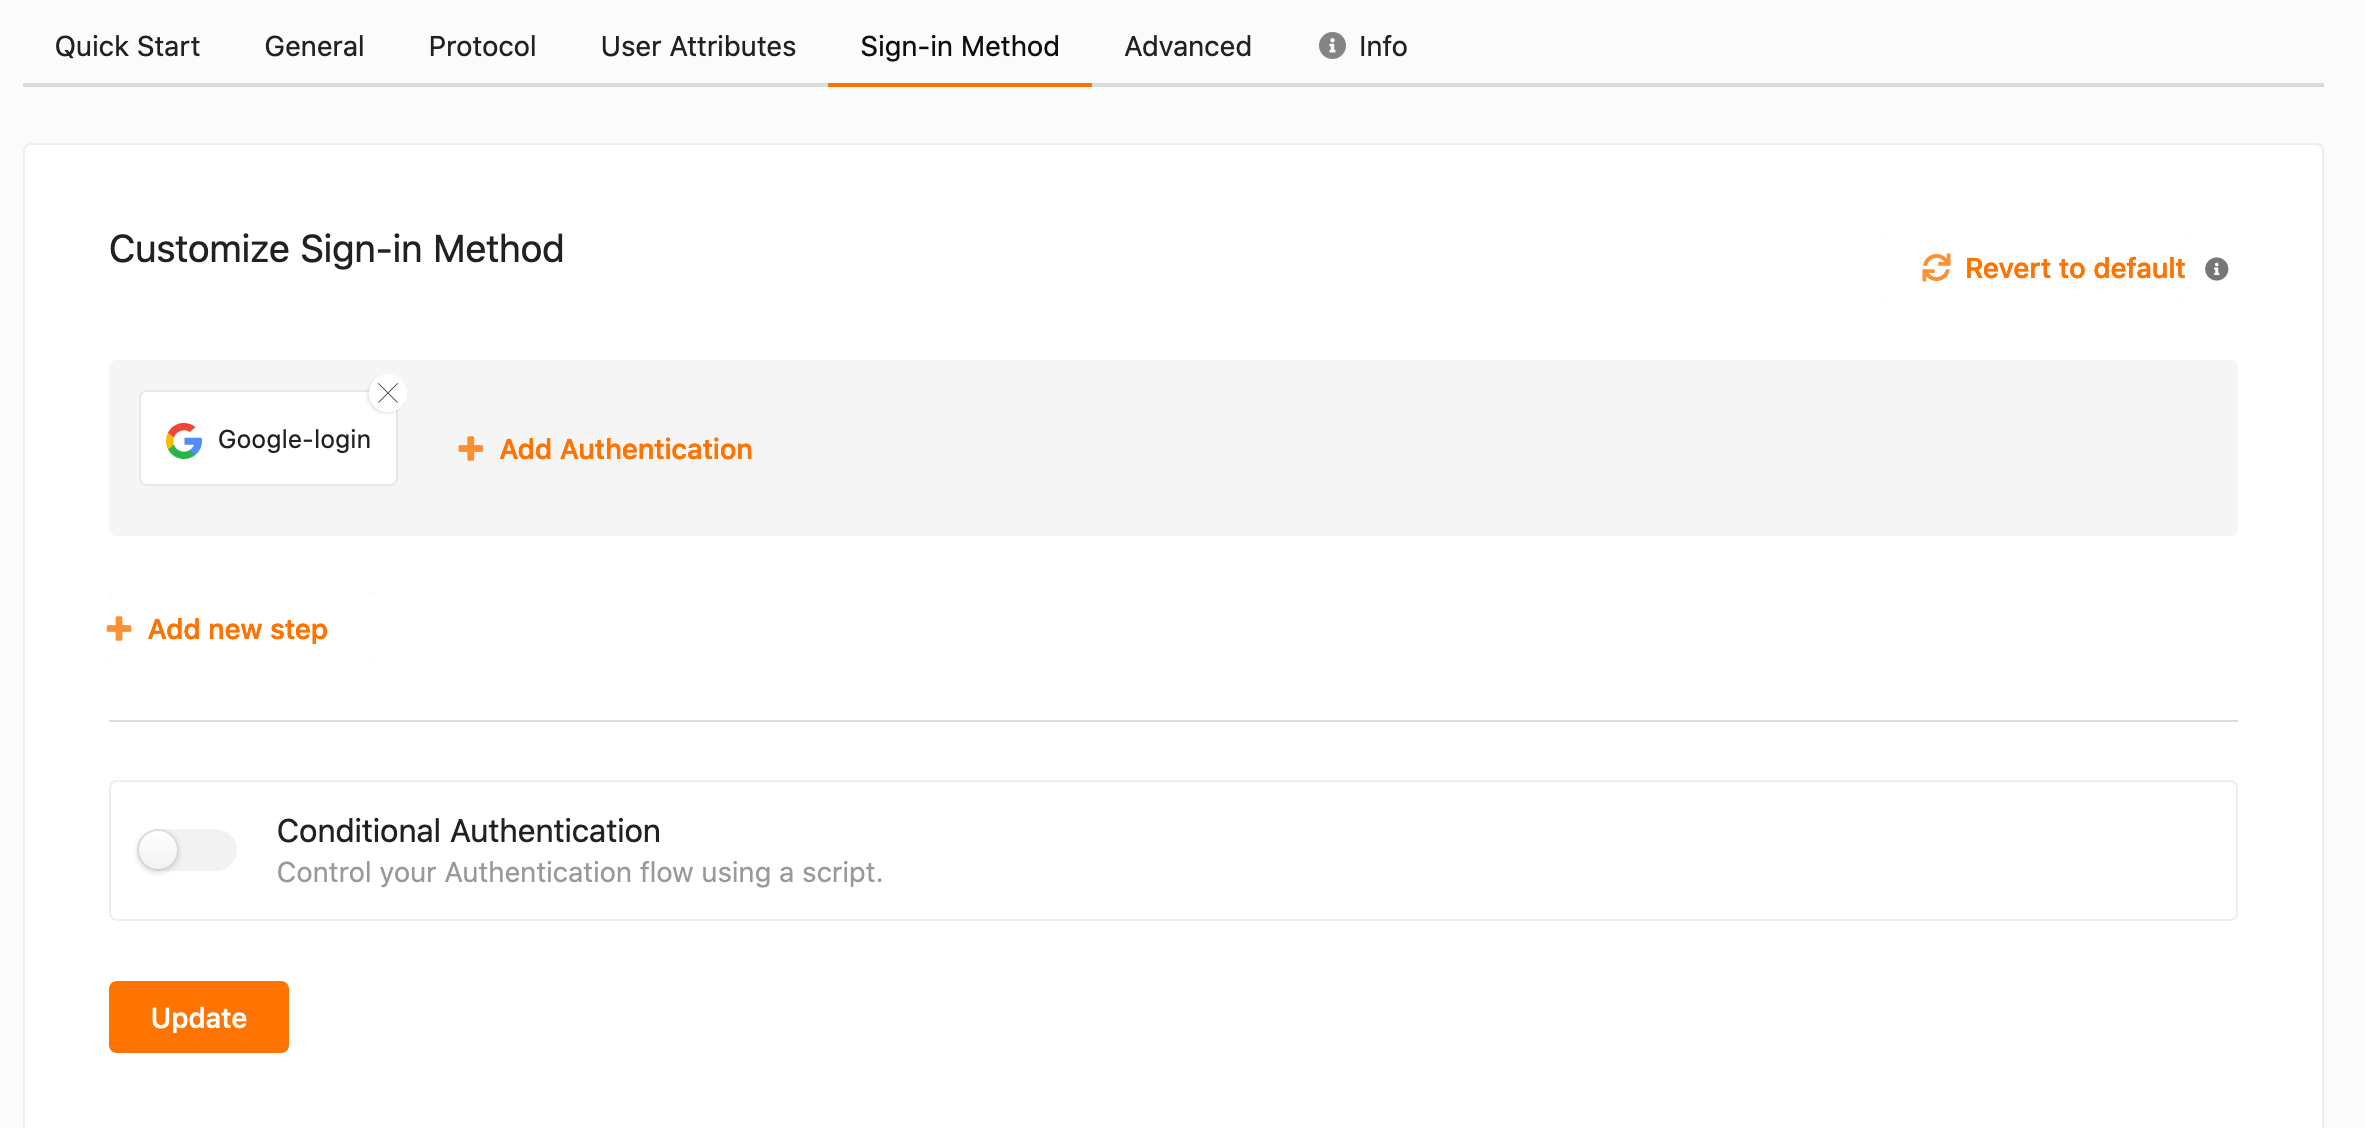 Quick Start General Protocol User Attributes Sign-in Method Advanced Info
Customize Sign-in Method
Revert to default
Google-login
Add Authentication
Add new step
Conditional Authentication
Control your Authentication flow using a script.
Update